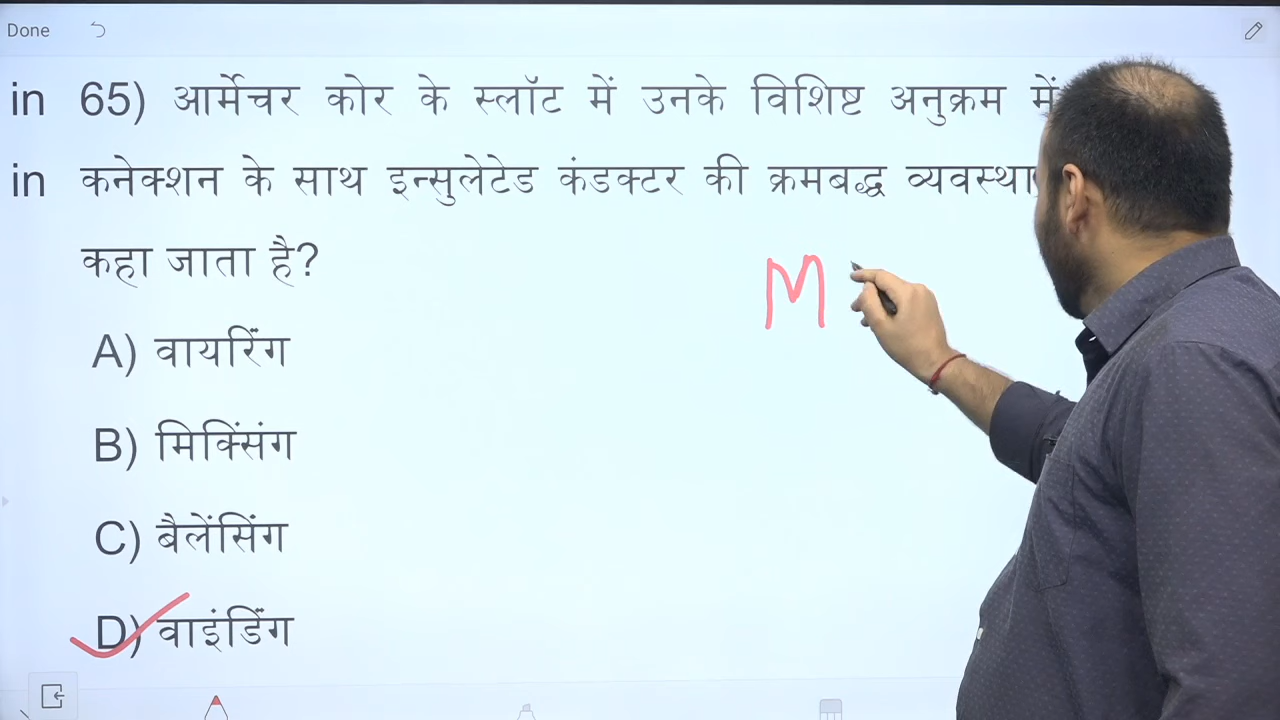 Done
in 65) आर्मेचर कोर के स्लॉट में उनके विशिष्ट अनुक्रम में
in कनेक्शन के साथ इन्सुलेटेड कंडक्टर की क्रमबद्ध व्यवस्था
कहा जाता है?
M
A) वायरिंग
B) मिक्सिंग
C) बैलेंसिंग
D) वाइंडिंग